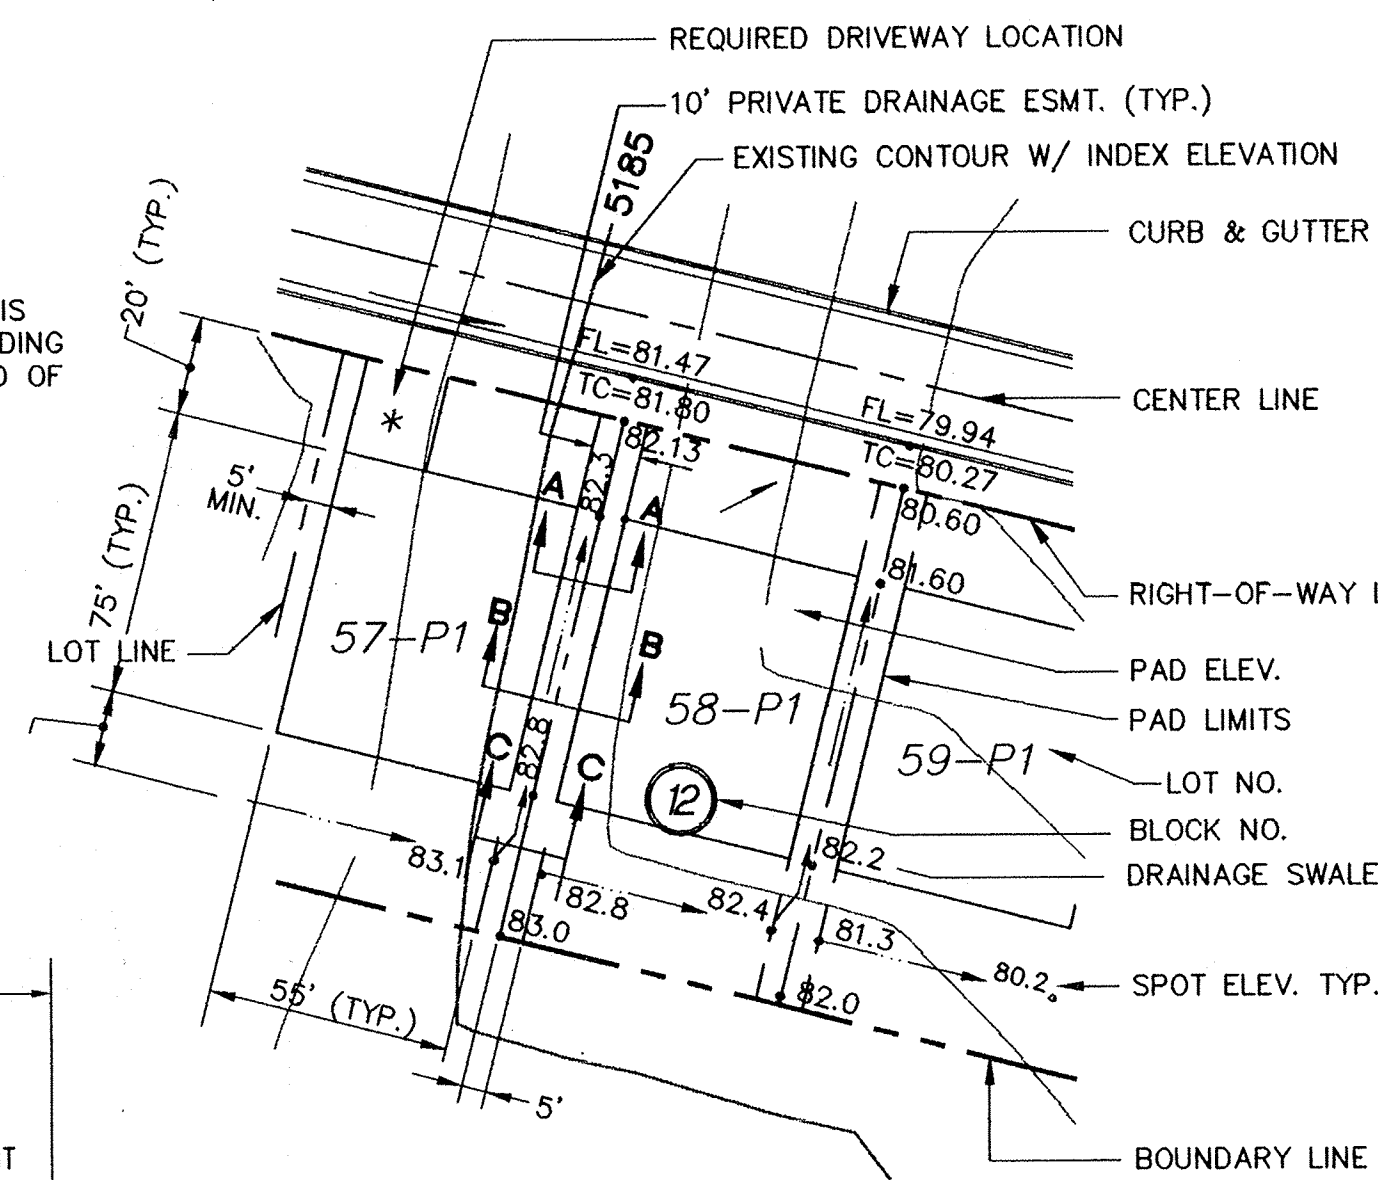 REQUIRED DRIVEWAY LOCATION
10' PRIVATE DRAINAGE ESMT. (TYP.)
5185
EXISTING CONTOUR W/ INDEX ELEVATION
20' (TYP.)
CURB & GUTTER
IS
DING
OF
FL=81.47
TC=81.80
CENTER LINE
FL=79.94
TC=80.27
*
82.13
82.3
5'
MIN.
A
A
80.60
81.60
75' (TYP.)
RIGHT-OF-WAY
B
57-P1
B
LOT LINE
PAD ELEV.
58-P1
PAD LIMITS
C
82.8
C
59-P1
LOT NO.
12
BLOCK NO.
83.1
82.2
DRAINAGE SWALE
82.8
82.4
83.0
81.3
80.2
SPOT ELEV. TYP.
55' (TYP.)
82.0
5'
T
BOUNDARY LINE